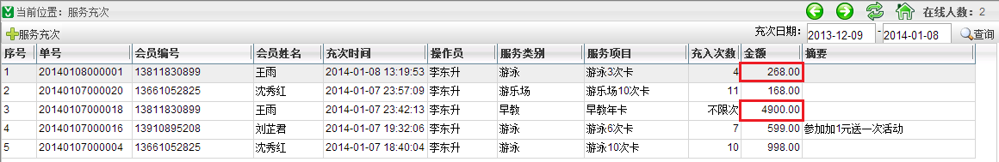 当前位置：服务充次 在线人数：2
服务充次 充次日期：2013-12-09 - 2014-01-08 查询
序号 单号 会员编号 会员姓名 充次时间 操作员 服务类别 服务项目 充入次数 金额 摘要
1 20140108000001 13811830899 王雨 2014-01-08 13:19:53 李东升 游泳 游泳3次卡 4 268.00
2 20140107000020 13661052825 沈秀红 2014-01-07 23:57:09 李东升 游乐场 游乐场10次卡 11 168.00
3 20140107000018 13811830899 王雨 2014-01-07 23:42:13 李东升 早教 早教年卡 不限次 4900.00
4 20140107000016 13910895208 刘芷君 2014-01-07 19:32:06 李东升 游泳 游泳6次卡 7 599.00 参加加1元送一次活动
5 20140107000004 13661052825 沈秀红 2014-01-07 18:40:04 李东升 游泳 游泳10次卡 10 998.00